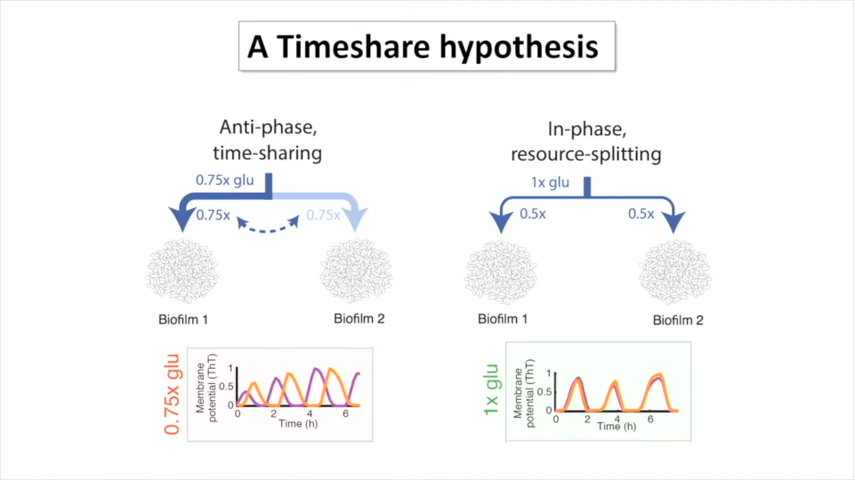 A Timeshare hypothesis
Anti-phase,
time-sharing
0.75x glu
0.75x
0.75x
Biofilm 1
Biofilm 2
In-phase,
resource-splitting
1x glu
0.5x
0.5x
Biofilm 1
Biofilm 2
0.75x glu
Membrane
potential (ThT)
1
0.5
0
0
2
4
6
Time (h)
1x glu
Membrane
potential (ThT)
1
0.5
0
0
2
4
6
Time (h)